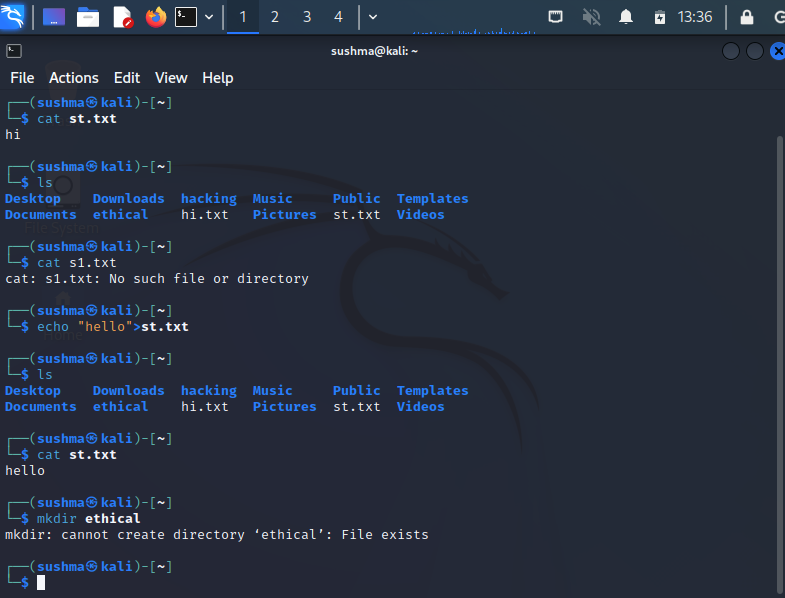 1 2 3 4 13:36
sushma@kali: ~
File Actions Edit View Help
┌──(sushma㉿kali)-[~]
└─$ cat st.txt
hi
┌──(sushma㉿kali)-[~]
└─$ ls
Desktop Downloads hacking Music Public Templates
Documents ethical hi.txt Pictures st.txt Videos
┌──(sushma㉿kali)-[~]
└─$ cat s1.txt
cat: s1.txt: No such file or directory
┌──(sushma㉿kali)-[~]
└─$ echo "hello">st.txt
┌──(sushma㉿kali)-[~]
└─$ ls
Desktop Downloads hacking Music Public Templates
Documents ethical hi.txt Pictures st.txt Videos
┌──(sushma㉿kali)-[~]
└─$ cat st.txt
hello
┌──(sushma㉿kali)-[~]
└─$ mkdir ethical
mkdir: cannot create directory ‘ethical’: File exists
┌──(sushma㉿kali)-[~]
└─$